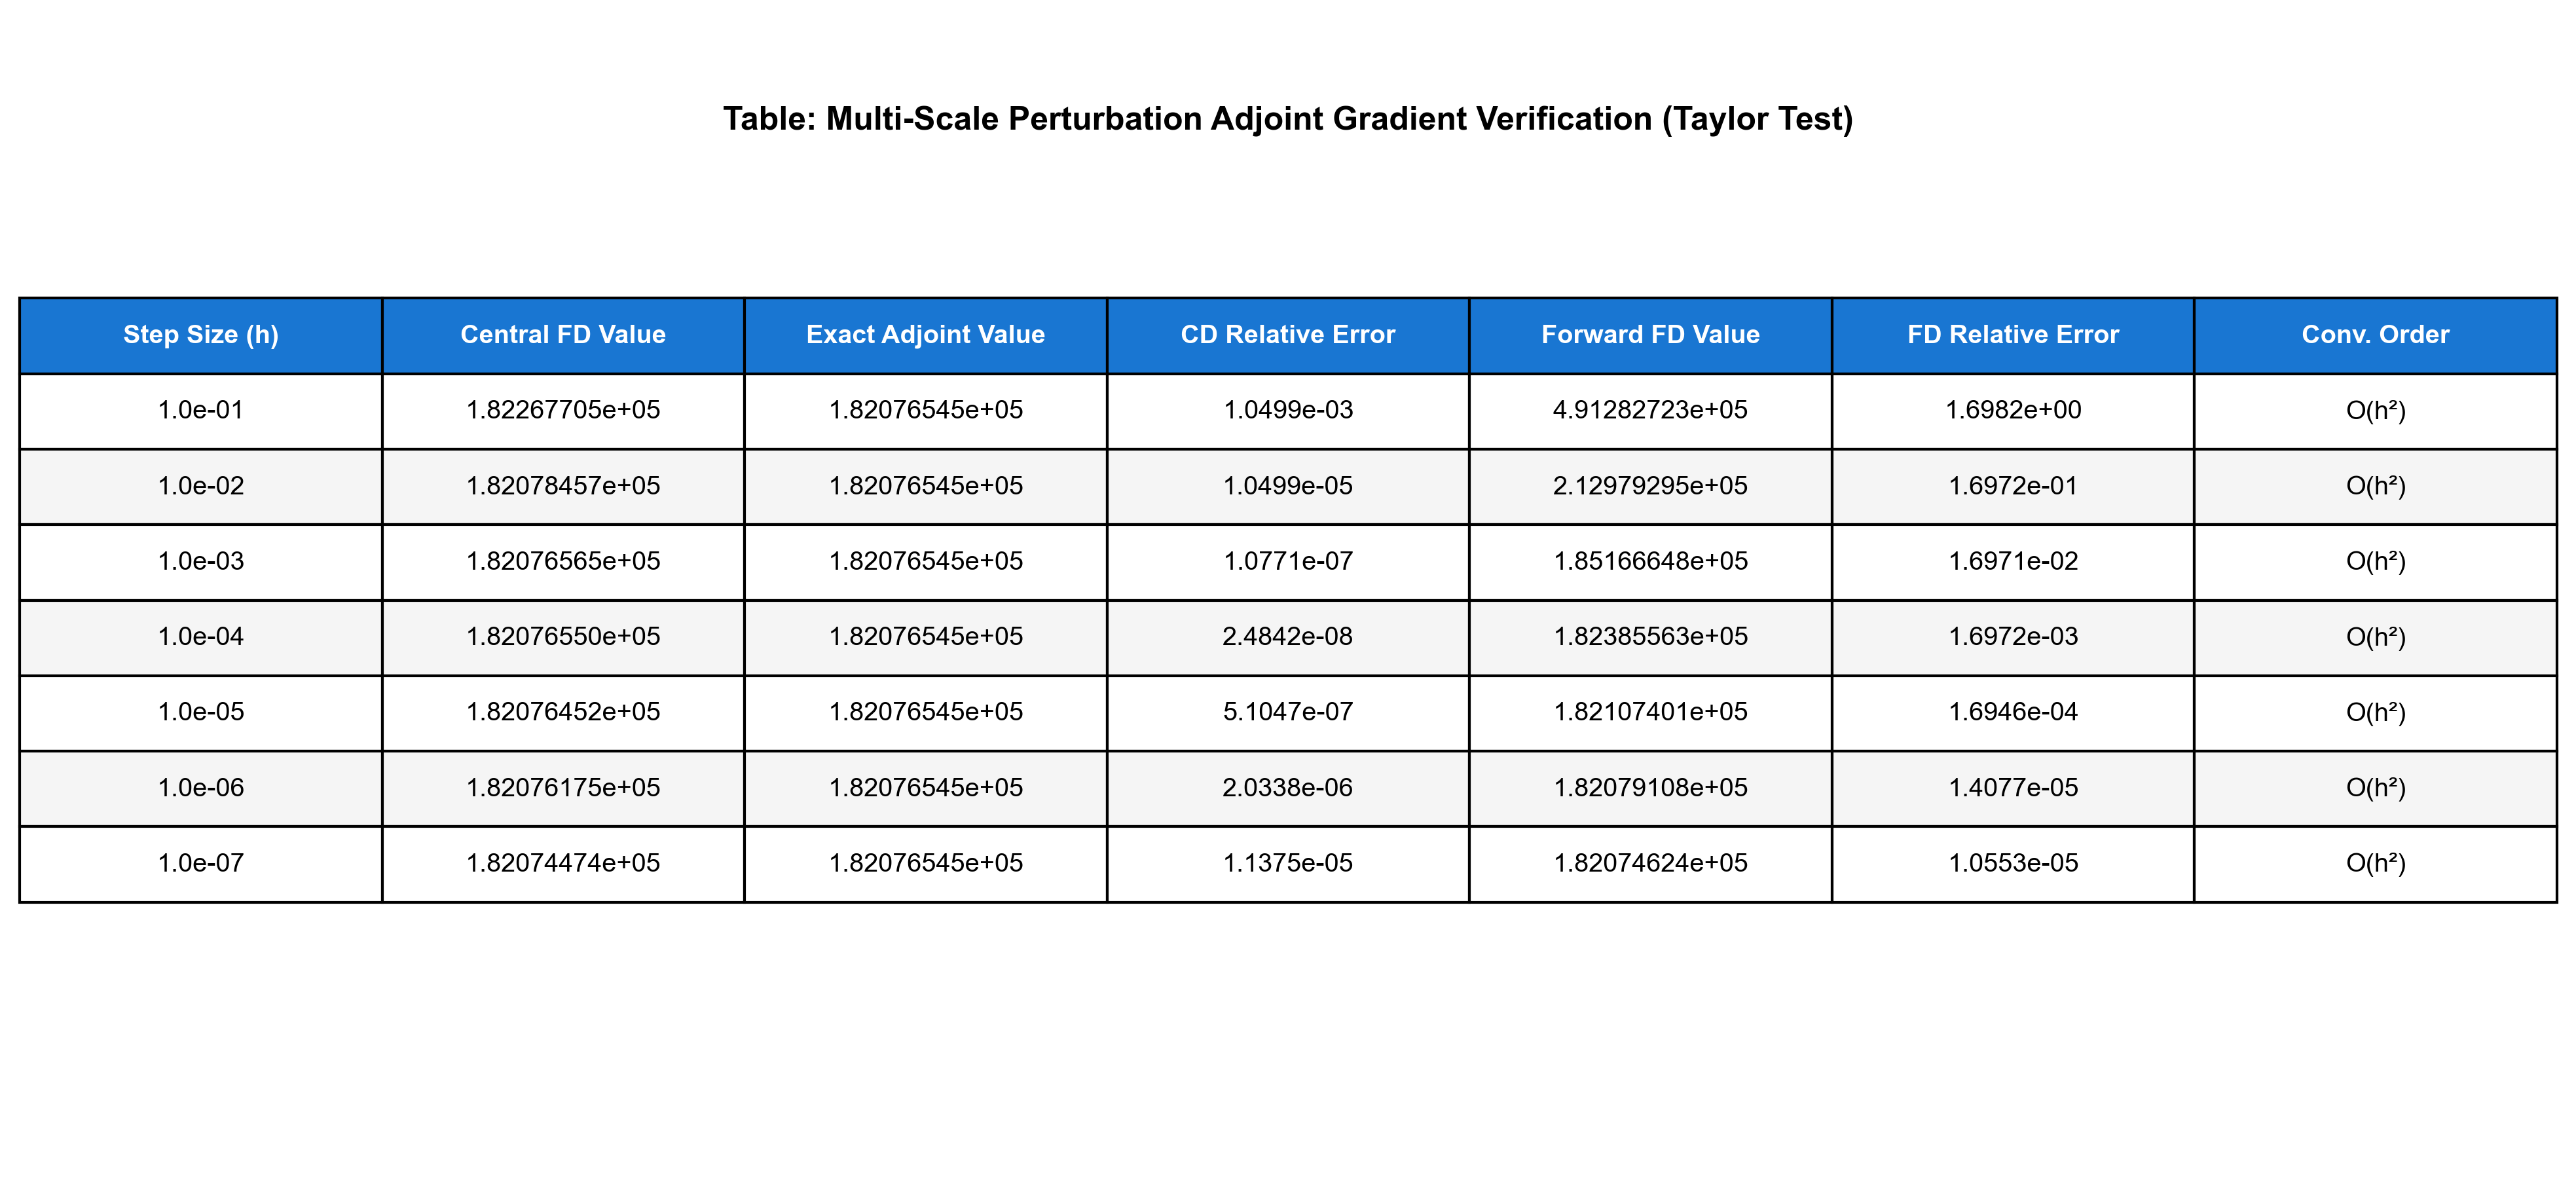 Table: Multi-Scale Perturbation Adjoint Gradient Verification (Taylor Test)
Step Size (h) Central FD Value Exact Adjoint Value CD Relative Error Forward FD Value FD Relative Error Conv. Order
1.0e-01 1.82267705e+05 1.82076545e+05 1.0499e-03 4.91282723e+05 1.6982e+00 O(h²)
1.0e-02 1.82078457e+05 1.82076545e+05 1.0499e-05 2.12979295e+05 1.6972e-01 O(h²)
1.0e-03 1.82076565e+05 1.82076545e+05 1.0771e-07 1.85166648e+05 1.6971e-02 O(h²)
1.0e-04 1.82076550e+05 1.82076545e+05 2.4842e-08 1.82385563e+05 1.6972e-03 O(h²)
1.0e-05 1.82076452e+05 1.82076545e+05 5.1047e-07 1.82107401e+05 1.6946e-04 O(h²)
1.0e-06 1.82076175e+05 1.82076545e+05 2.0338e-06 1.82079108e+05 1.4077e-05 O(h²)
1.0e-07 1.82074474e+05 1.82076545e+05 1.1375e-05 1.82074624e+05 1.0553e-05 O(h²)